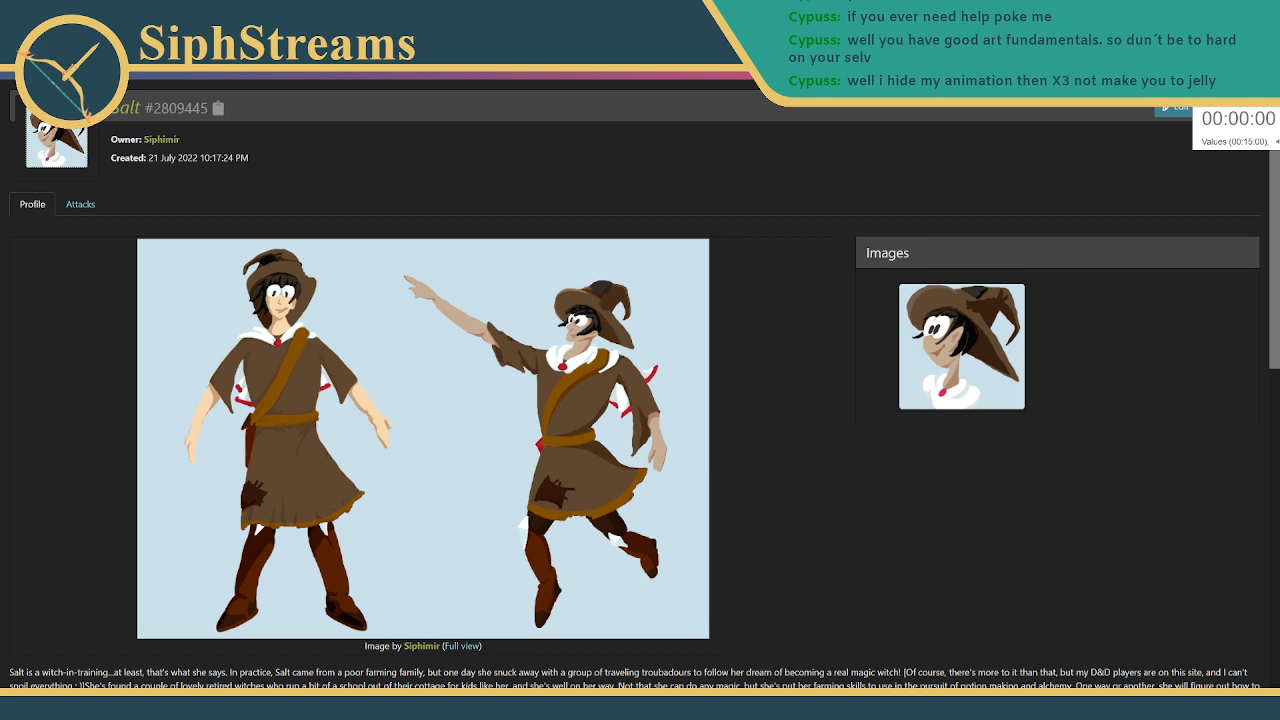 SiphStreams
Cypuss: if you ever need help poke me
Cypuss: well you have good art fundamentals. so dun´t be to hard
on your selv
Cypuss: well i hide my animation then X3 not make you to jelly
Salt #2809445
Edit
00:00:00
Values (00:15:00),
Owner: Siphimir
Created: 21 July 2022 10:17:24 PM
Profile
Attacks
Images
Image by Siphimir (Full view)
Salt is a witch-in-training...at least, that's what she says. In practice, Salt came from a poor farming family, but one day she snuck away with a group of traveling troubadours to follow her dream of becoming a real magic witch! [Of course, there's more to it than that, but my D&D players are on this site, and I can't
spoil everything ;)] She's found a couple of lovely retired witches who run a bit of a school out of their cottage for kids like her, and she's well on her way. Not that she can do any magic, but she's put her farming skills to use in the pursuit of potion making and alchemy. One way or another, she will figure out how to